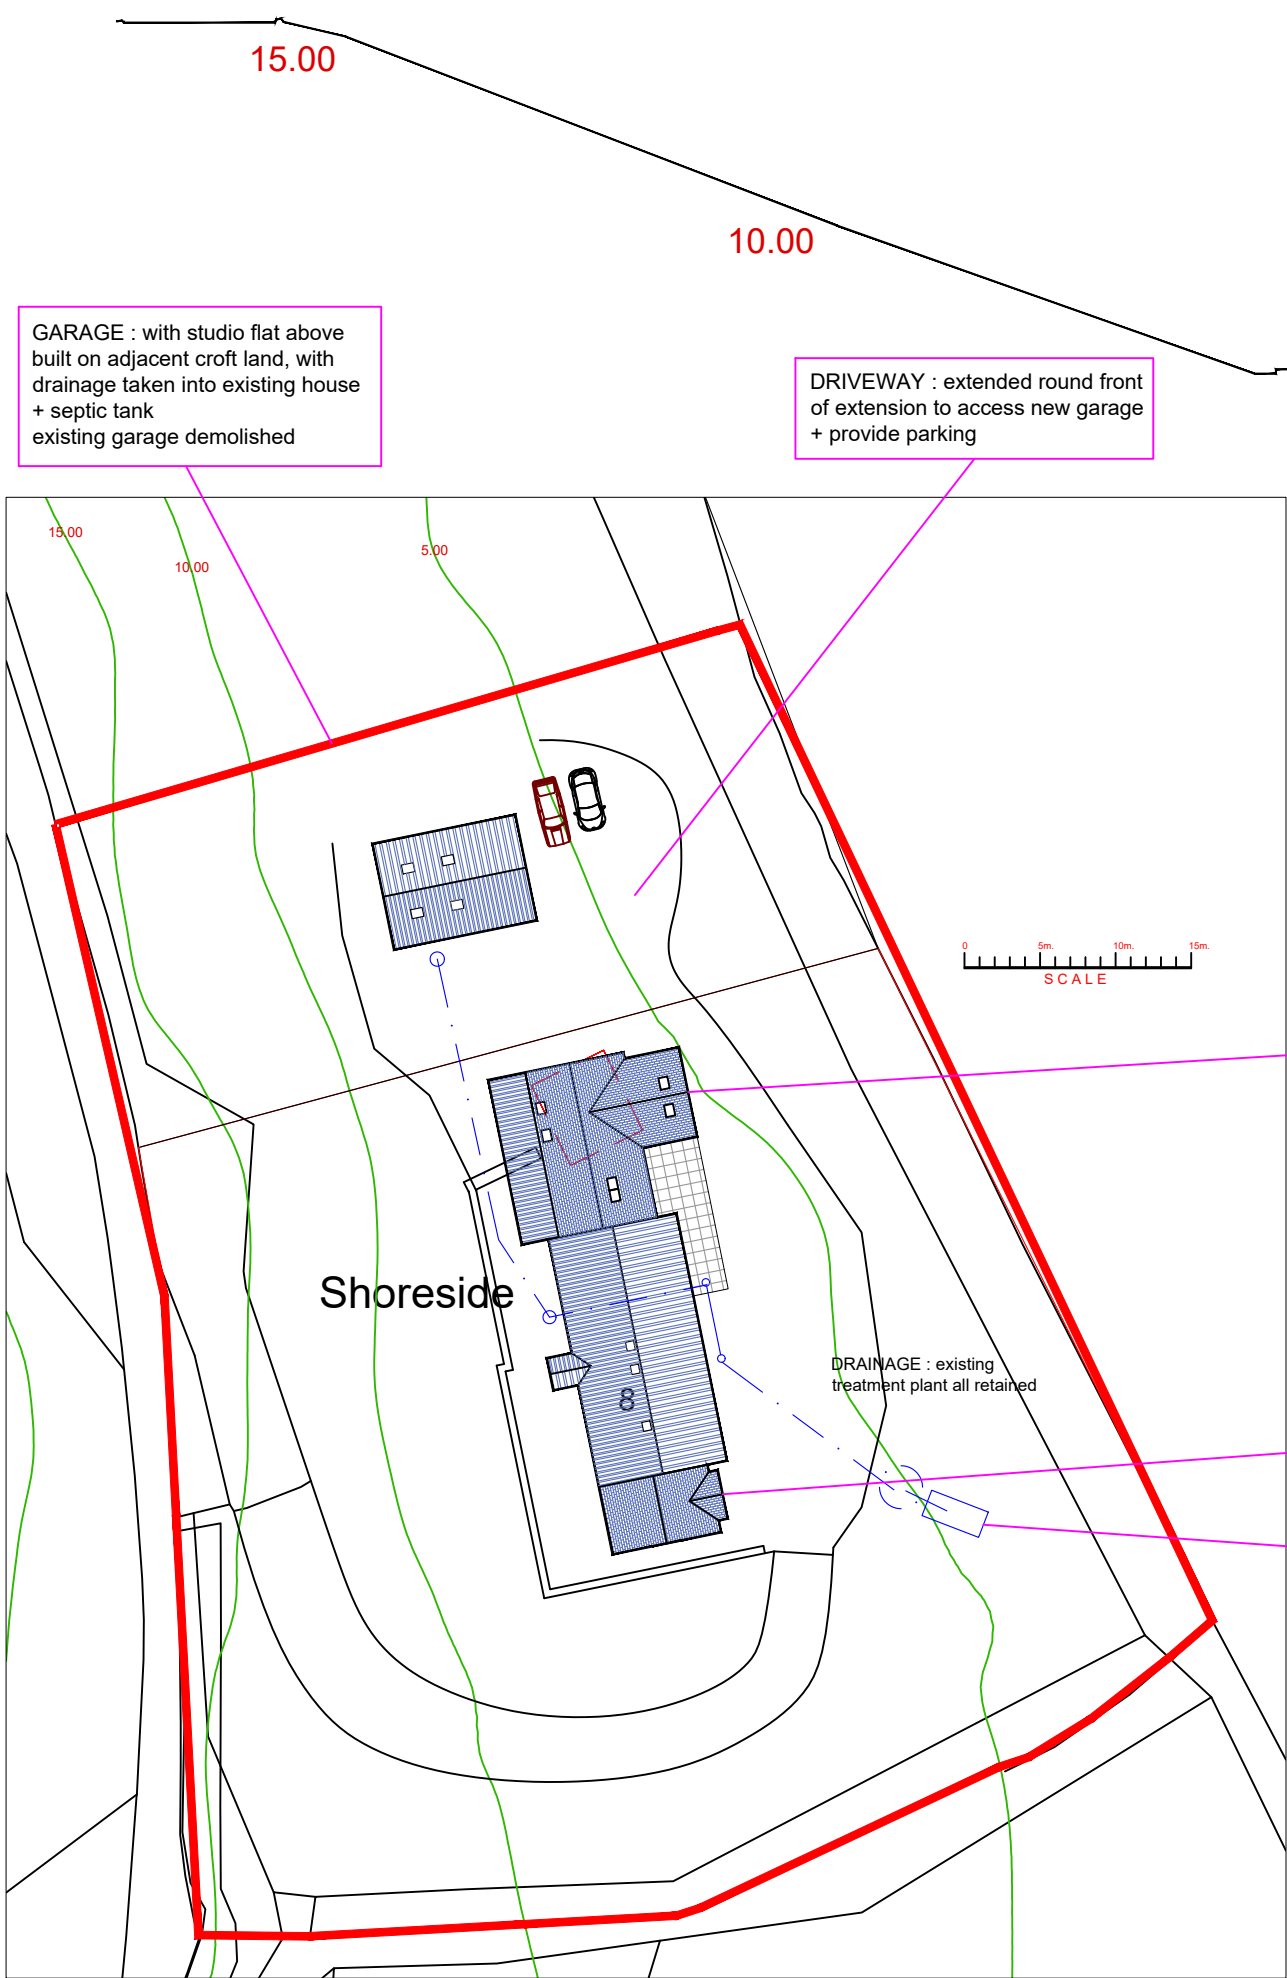 15.00
10.00
GARAGE : with studio flat above
built on adjacent croft land, with
drainage taken into existing house
+ septic tank
existing garage demolished
DRIVEWAY : extended round front
of extension to access new garage
+ provide parking
15.00
10.00
5.00
0 5m. 10m. 15m.
SCALE
Shoreside
DRAINAGE : existing
treatment plant all retained
8